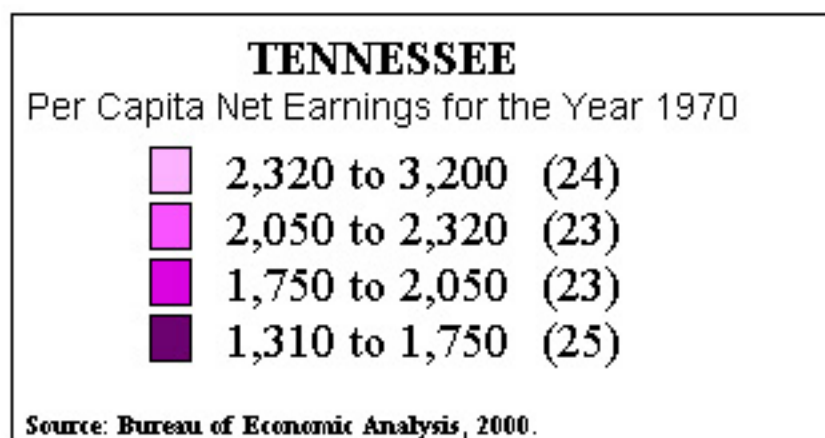 TENNESSEE
Per Capita Net Earnings for the Year 1970
2,320 to 3,200 (24)
2,050 to 2,320 (23)
1,750 to 2,050 (23)
1,310 to 1,750 (25)
Source: Bureau of Economic Analysis, 2000.